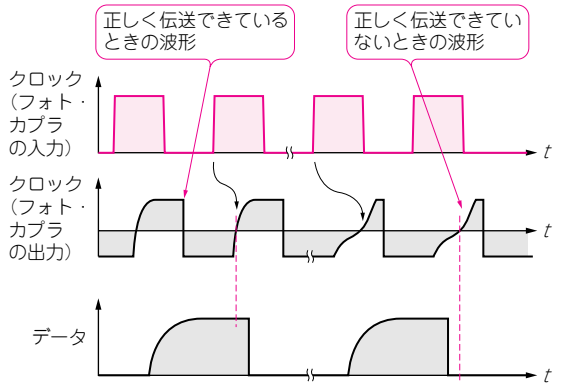 正しく伝送できている
ときの波形
正しく伝送できてい
ないときの波形
クロック
(フォト・
カプラ
の入力)
t
クロック
(フォト・
カプラ
の出力)
t
データ
t